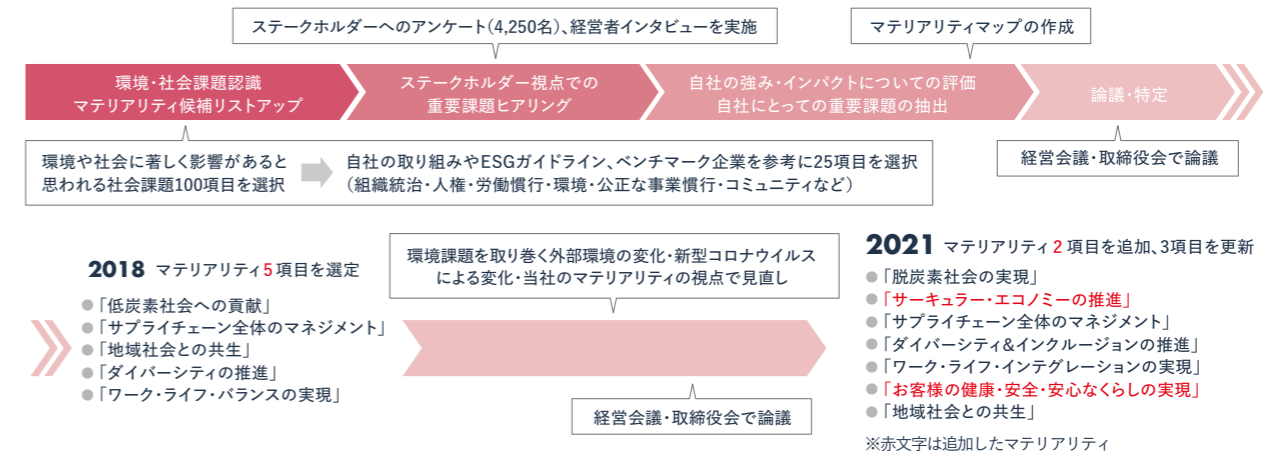 ステークホルダーへのアンケート(4,250名)、経営者インタビューを実施
マテリアリティマップの作成
環境・社会課題認識
マテリアリティ候補リストアップ
ステークホルダー視点での
重要課題ヒアリング
自社の強み・インパクトについての評価
自社にとっての重要課題の抽出
論議・特定
環境や社会に著しく影響があると
思われる社会課題100項目を選択
自社の取り組みやESGガイドライン、ベンチマーク企業を参考に25項目を選択
(組織統治・人権・労働慣行・環境・公正な事業慣行・コミュニティなど)
経営会議・取締役会で論議
2018 マテリアリティ5項目を選定
●「低炭素社会への貢献」
●「サプライチェーン全体のマネジメント」
●「地域社会との共生」
●「ダイバーシティの推進」
●「ワーク・ライフ・バランスの実現」
環境課題を取り巻く外部環境の変化・新型コロナウイルス
による変化・当社のマテリアリティの視点で見直し
経営会議・取締役会で論議
2021 マテリアリティ2項目を追加、3項目を更新
●「脱炭素社会の実現」
●「サーキュラー・エコノミーの推進」
●「サプライチェーン全体のマネジメント」
●「ダイバーシティ&インクルージョンの推進」
●「ワーク・ライフ・インテグレーションの実現」
●「お客様の健康・安全・安心なくらしの実現」
●「地域社会との共生」
※赤文字は追加したマテリアリティ